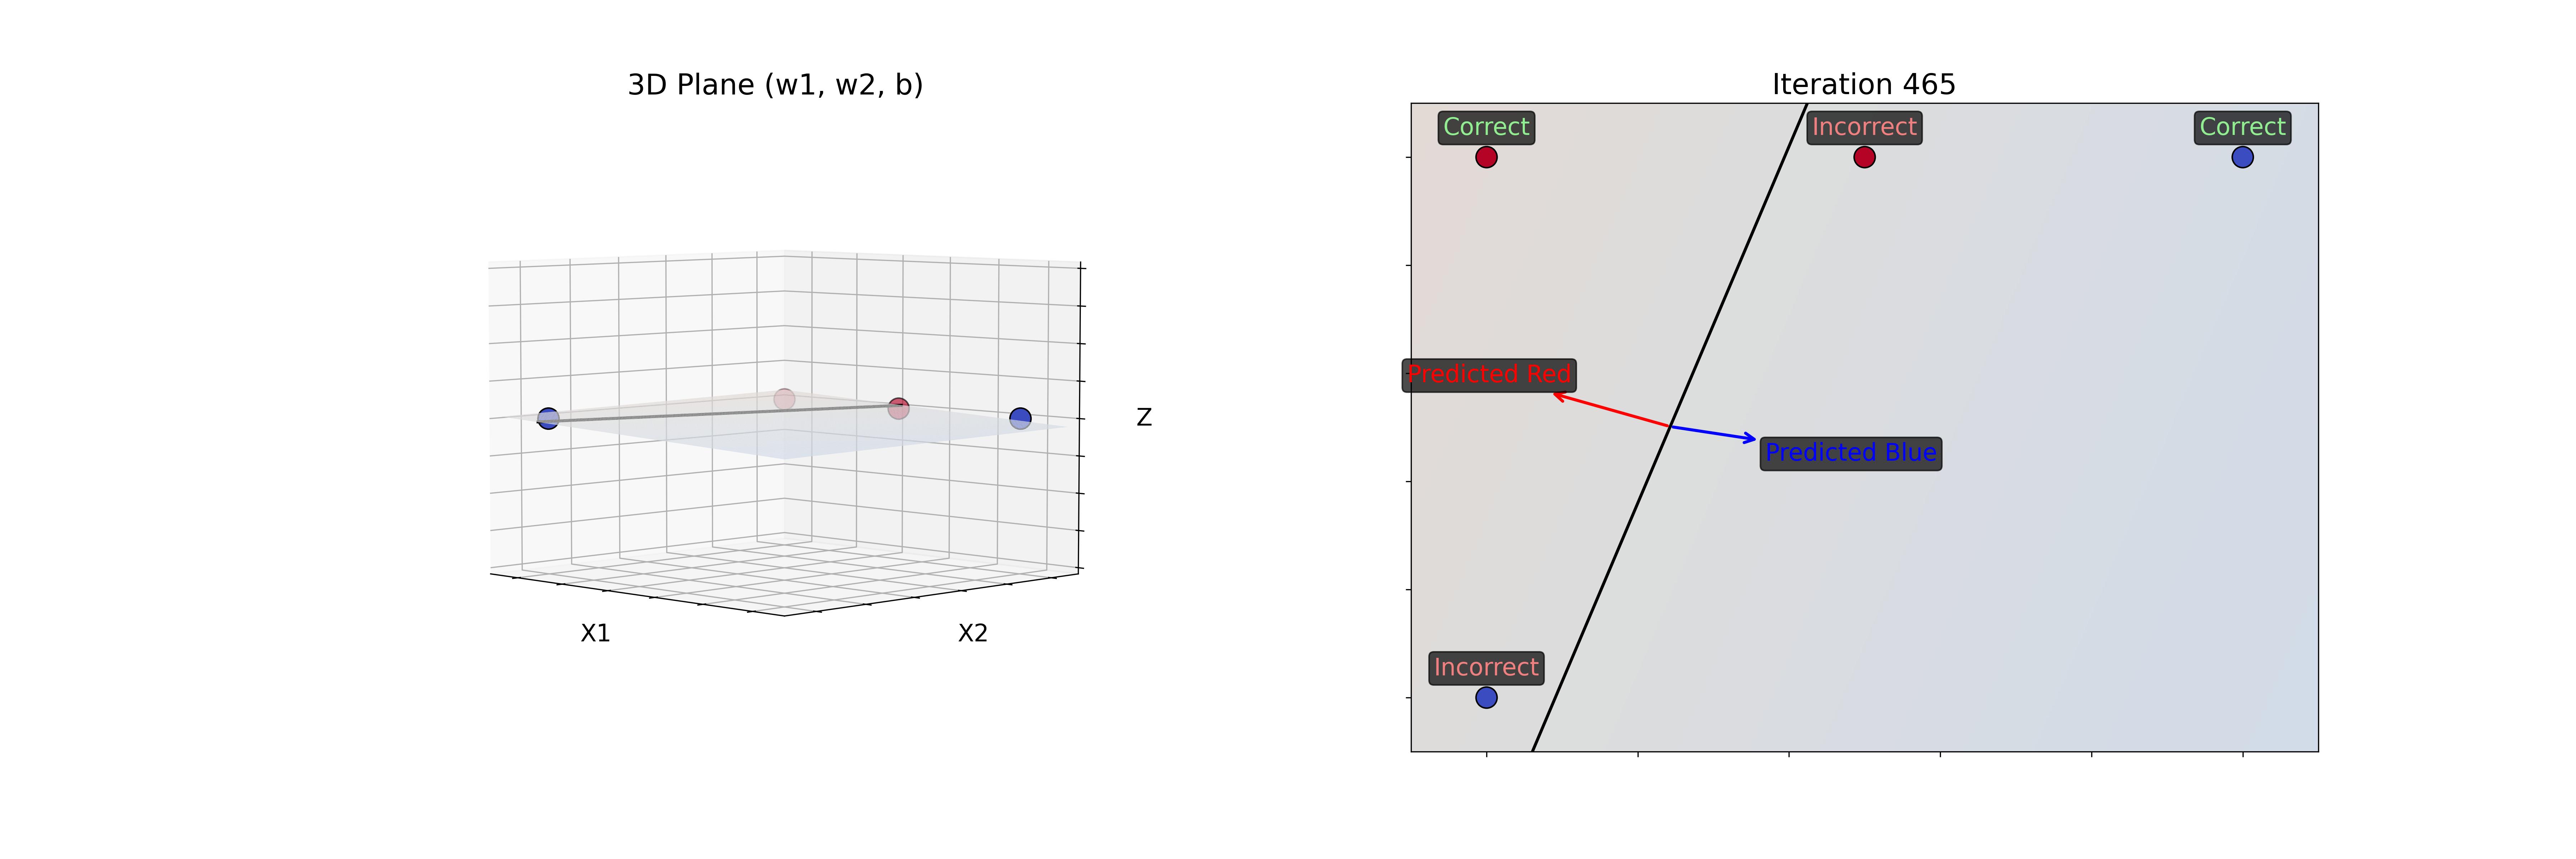 3D Plane (w1, w2, b)
Z
X1
X2
Iteration 465
Correct
Incorrect
Correct
Predicted Red
Predicted Blue
Incorrect